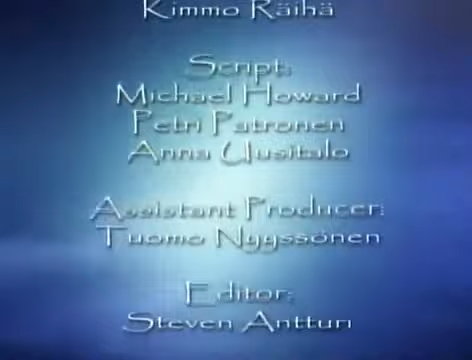 Kimmo Räihä
Script:
Michael Howard
Petri Patronen
Anna Uusitalo
Assistant Producer:
Tuomo Nyyssönen
Editor:
Steven Antturi